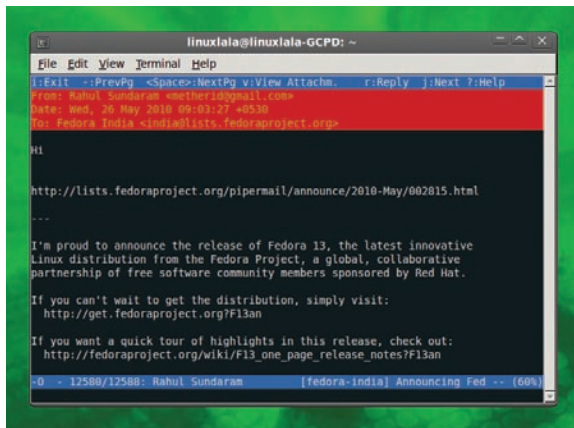 linuxlala@linuxlala-GCPD: ~
File Edit View Terminal Help
i:Exit -:PrevPg <Space>:NextPg v:View Attachm. r:Reply j:Next ?:Help
From: Rahul Sundaram <metherid@gmail.com>
Date: Wed, 26 May 2010 09:03:27 +0530
To: Fedora India <india@lists.fedoraproject.org>
Hi
http://lists.fedoraproject.org/pipermail/announce/2010-May/002815.html
---
I'm proud to announce the release of Fedora 13, the latest innovative
Linux distribution from the Fedora Project, a global, collaborative
partnership of free software community members sponsored by Red Hat.
If you can't wait to get the distribution, simply visit:
http://get.fedoraproject.org?F13an
If you want a quick tour of highlights in this release, check out:
http://fedoraproject.org/wiki/F13_one_page_release_notes?F13an
-O - 12580/12588: Rahul Sundaram [fedora-india] Announcing Fed -- (60%)